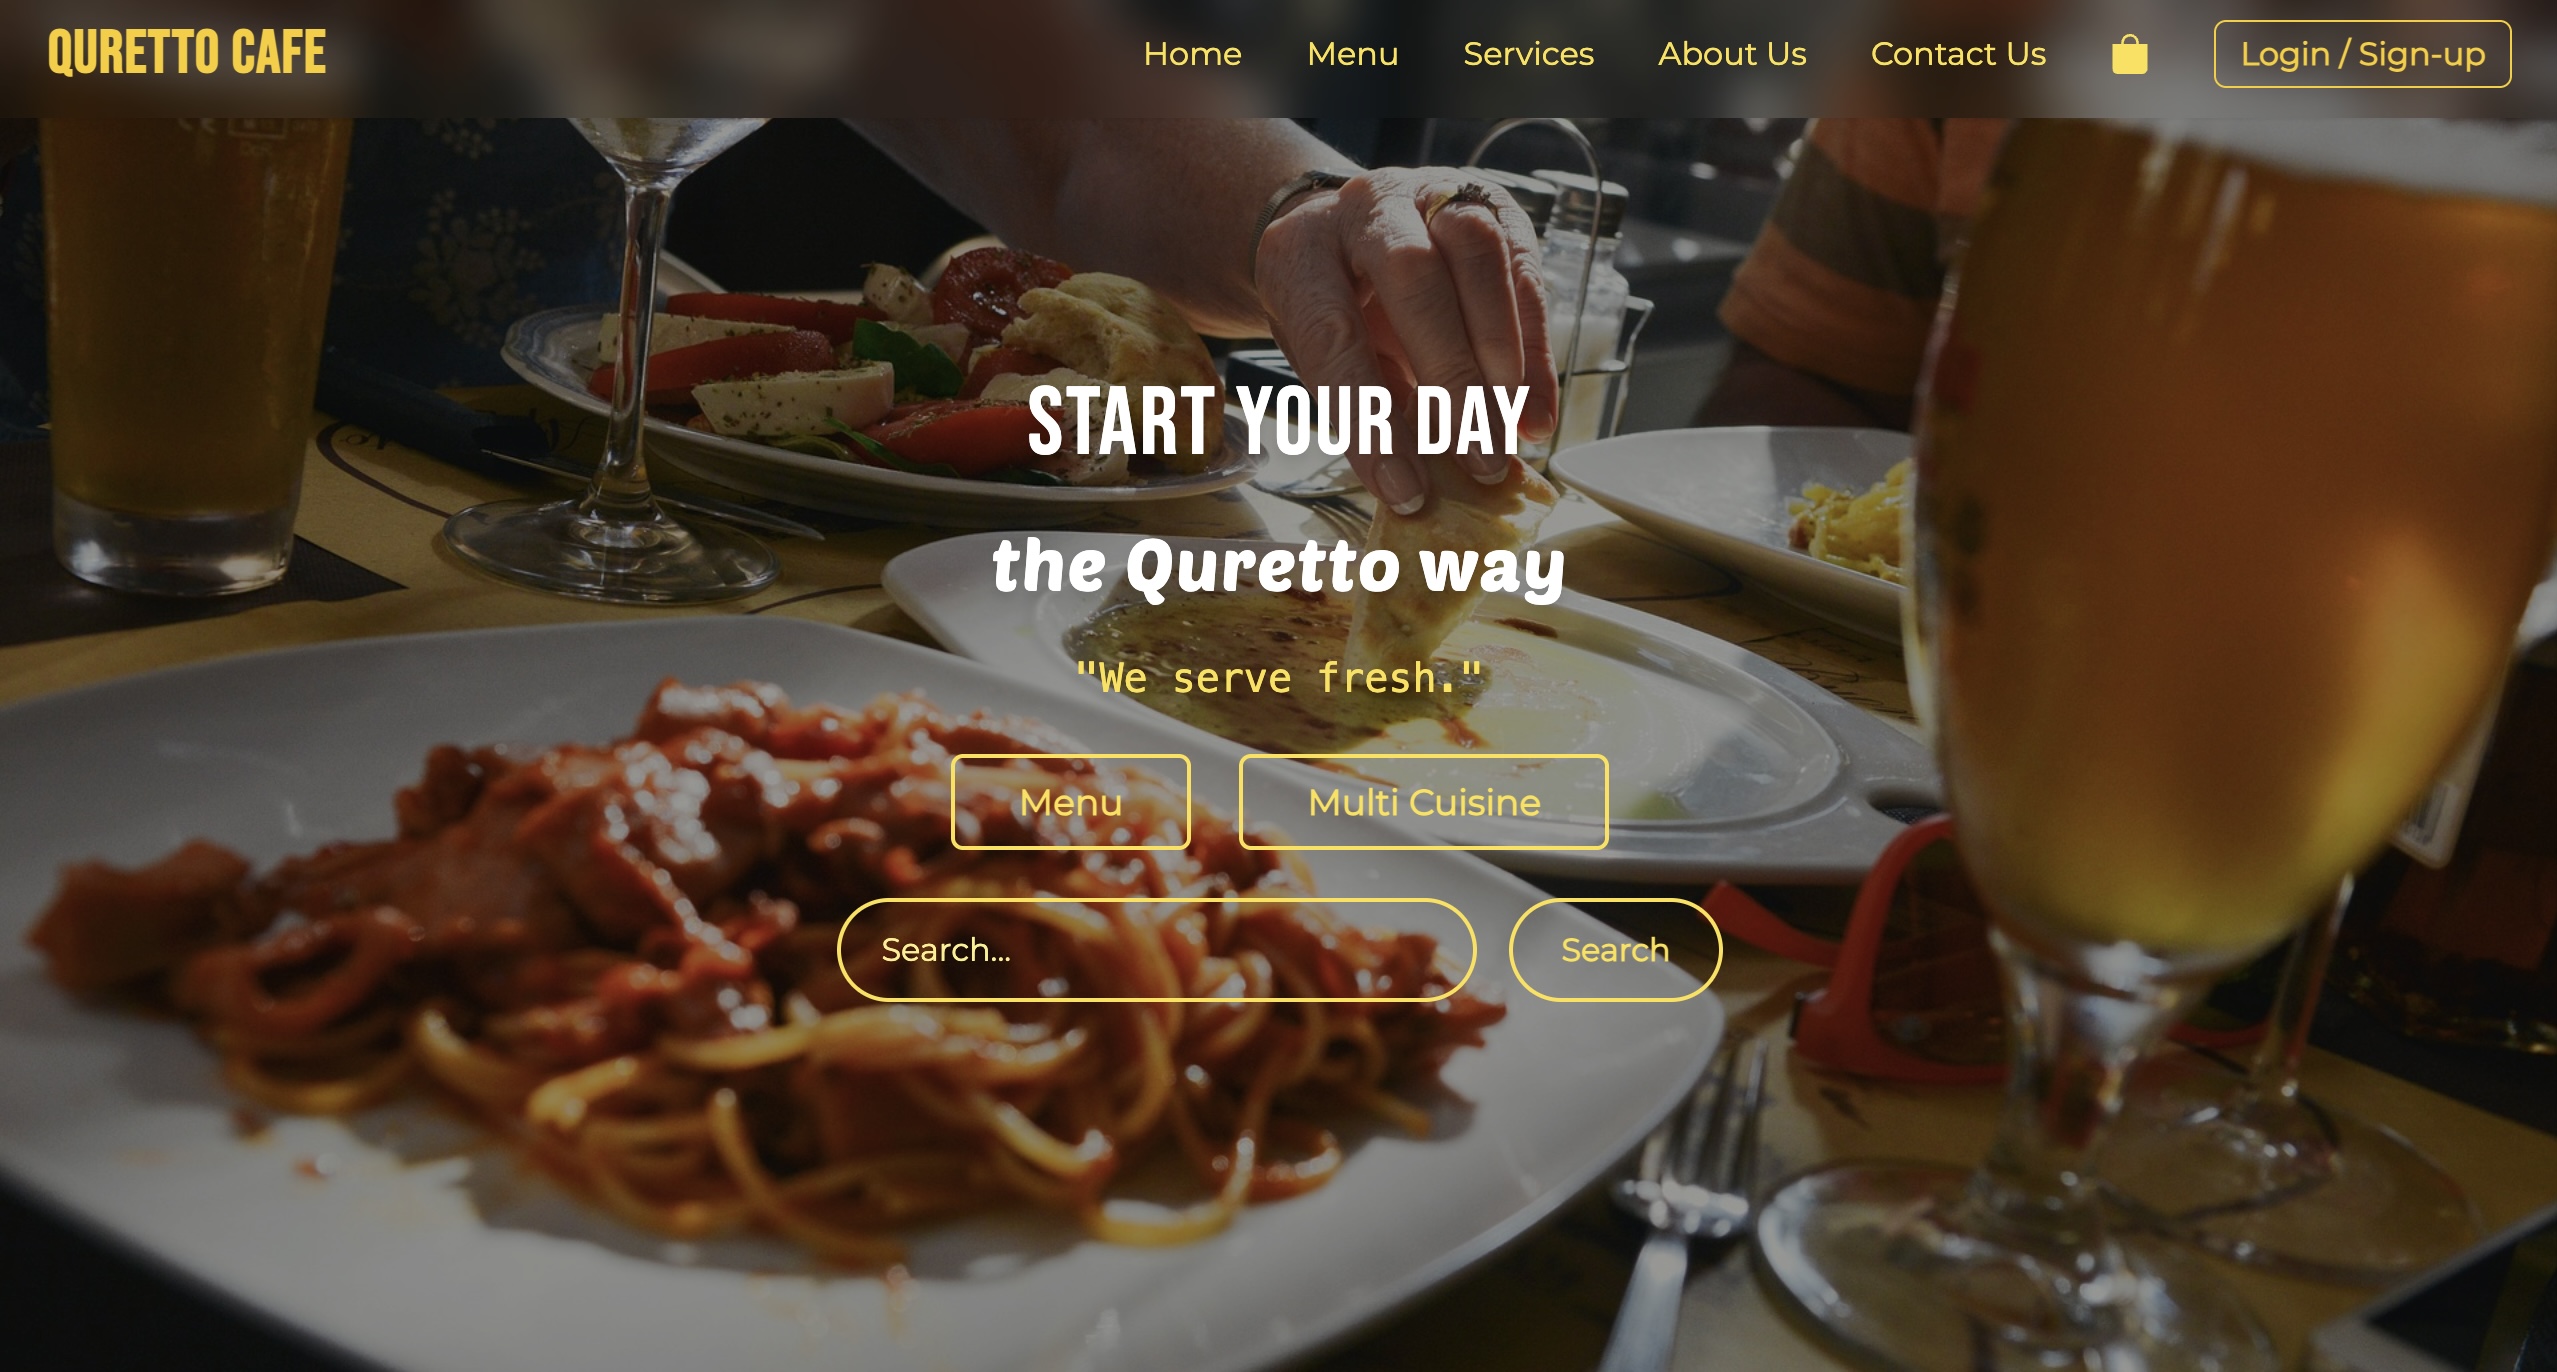 QURETTO CAFE
Home Menu Services About Us Contact Us Login / Sign-up
START YOUR DAY
the Quretto way
"We serve fresh."
Menu Multi Cuisine
Search... Search